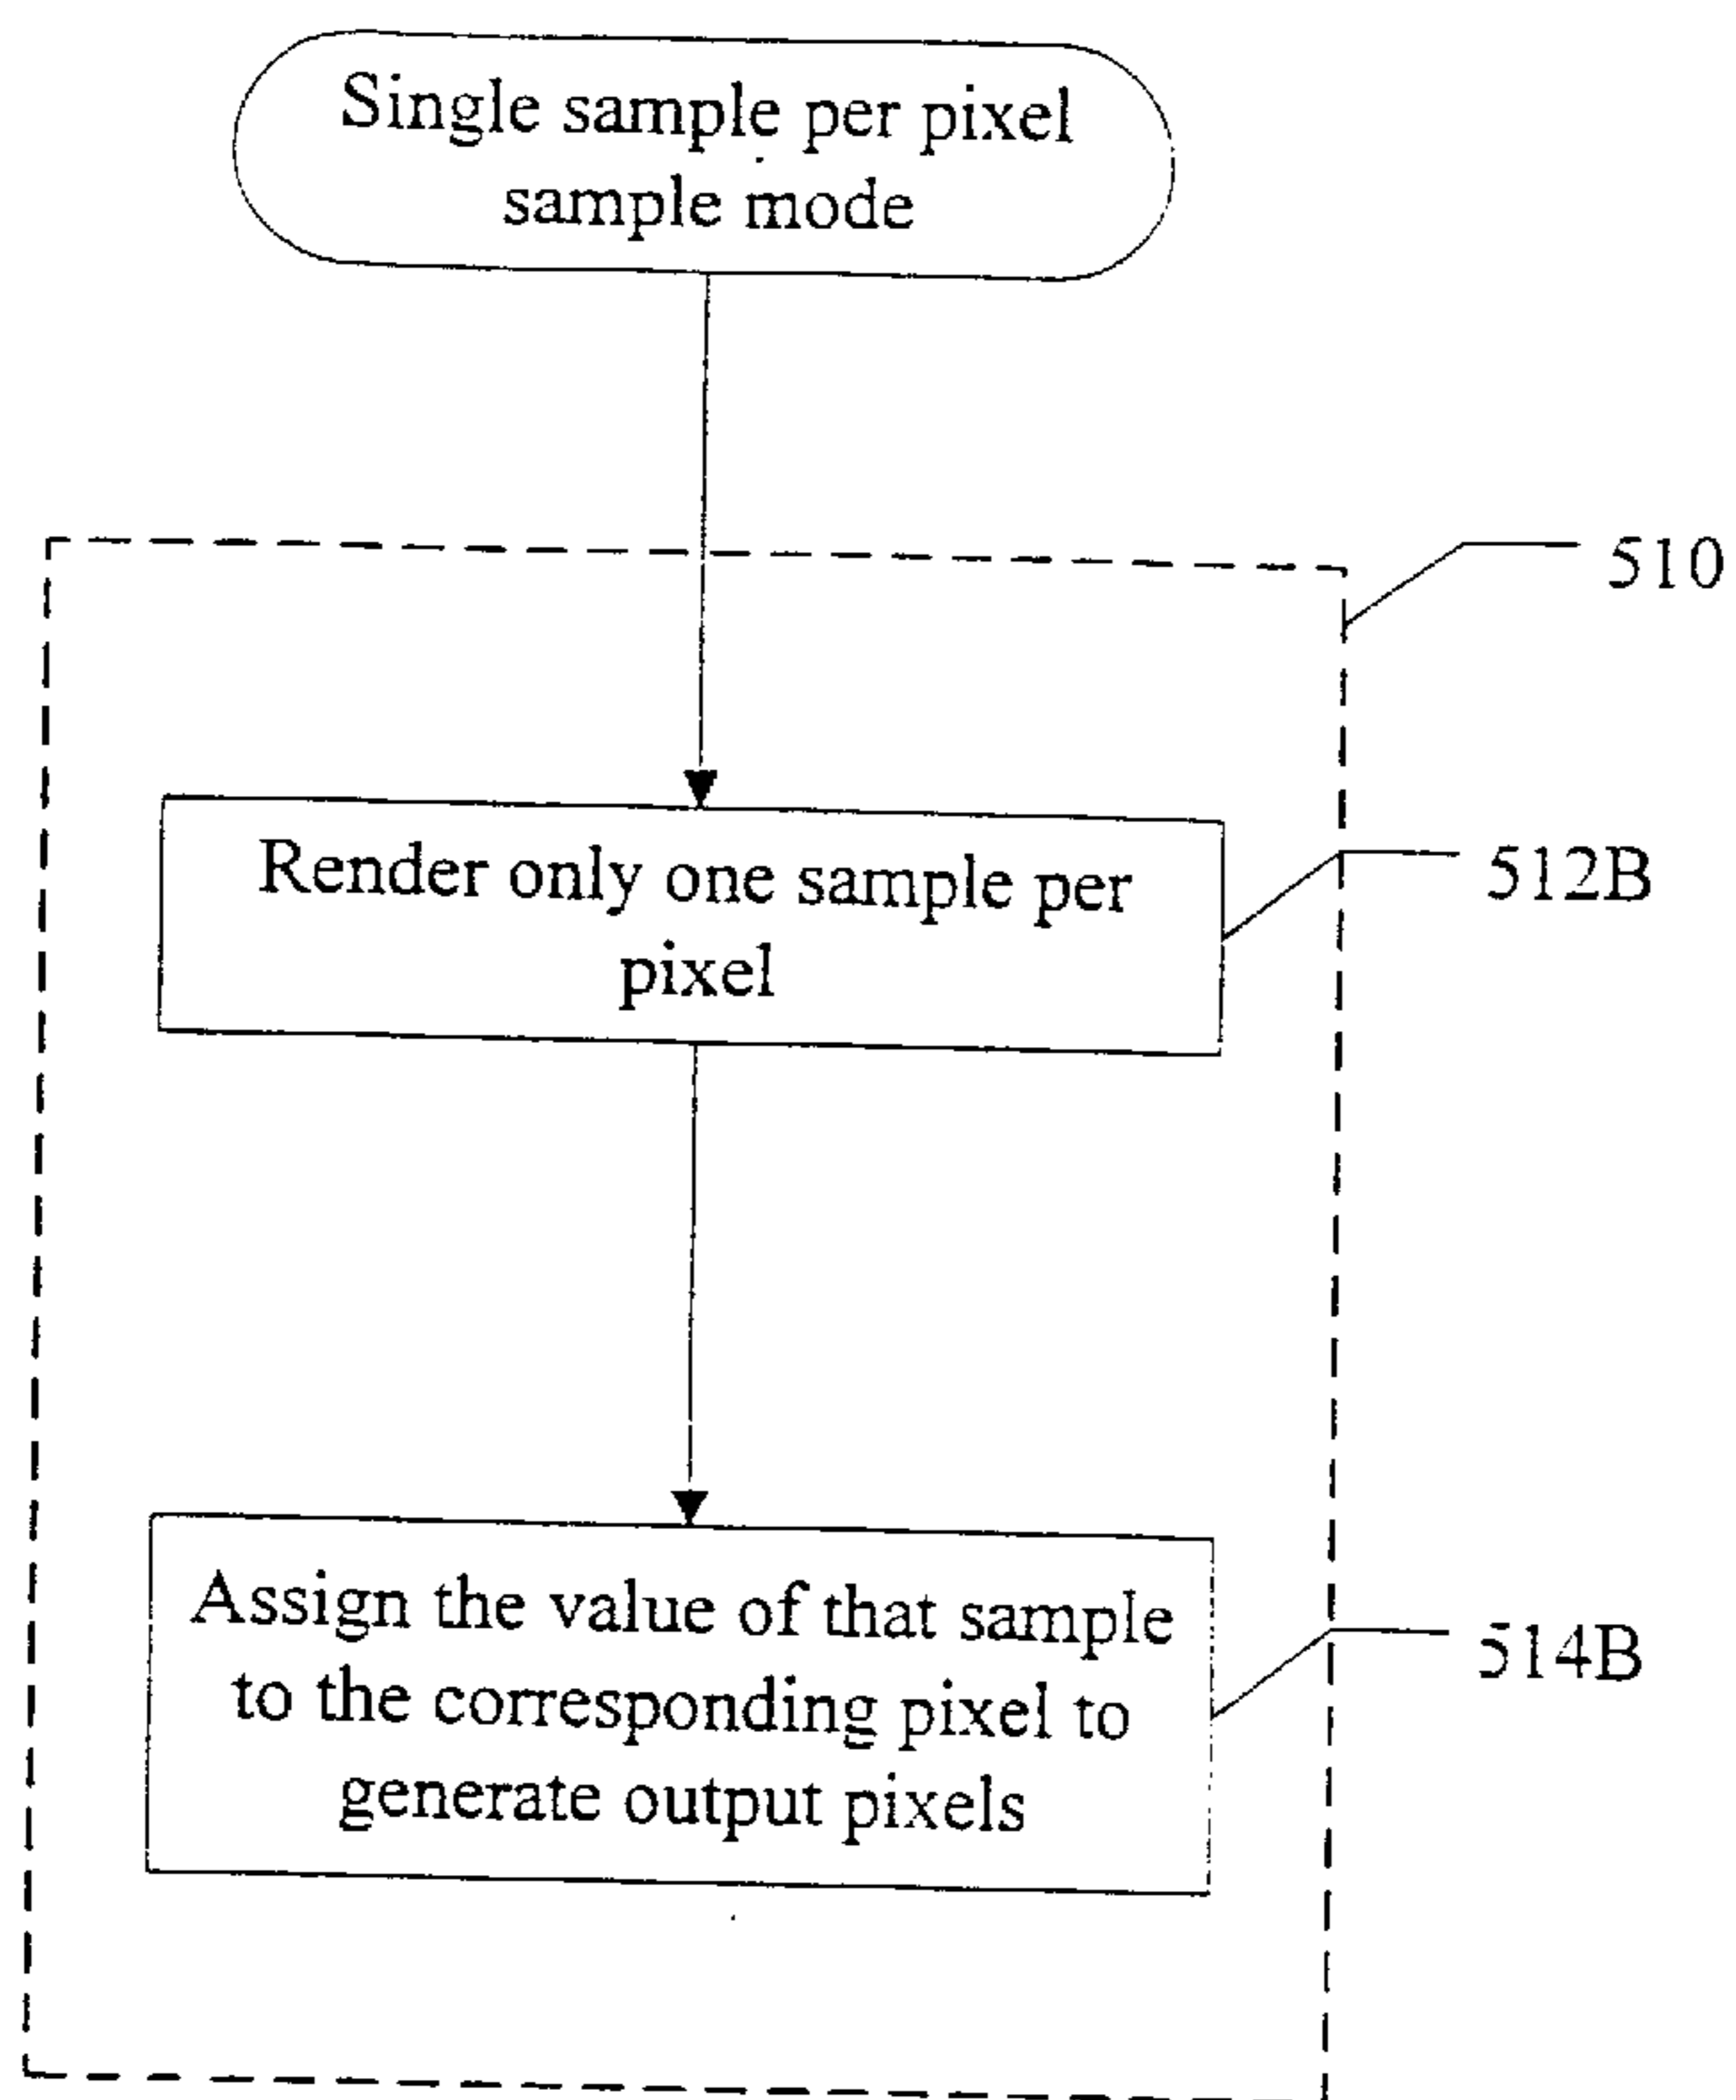 Single sample per pixel
sample mode
510
Render only one sample per
pixel
512B
Assign the value of that sample
to the corresponding pixel to
generate output pixels
514B